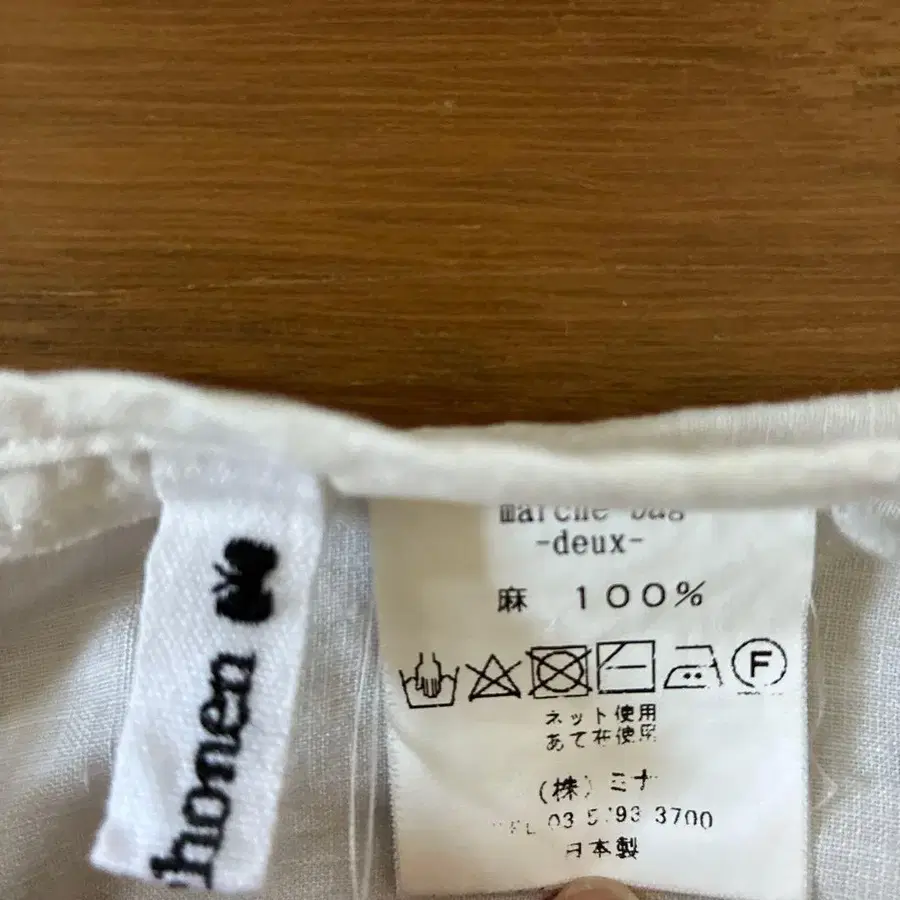 honen
marche bag
-deux-
麻 100%
F
ネット使用
あて布使用
(株)ミナ
TEL 03 5793 3700
日本製